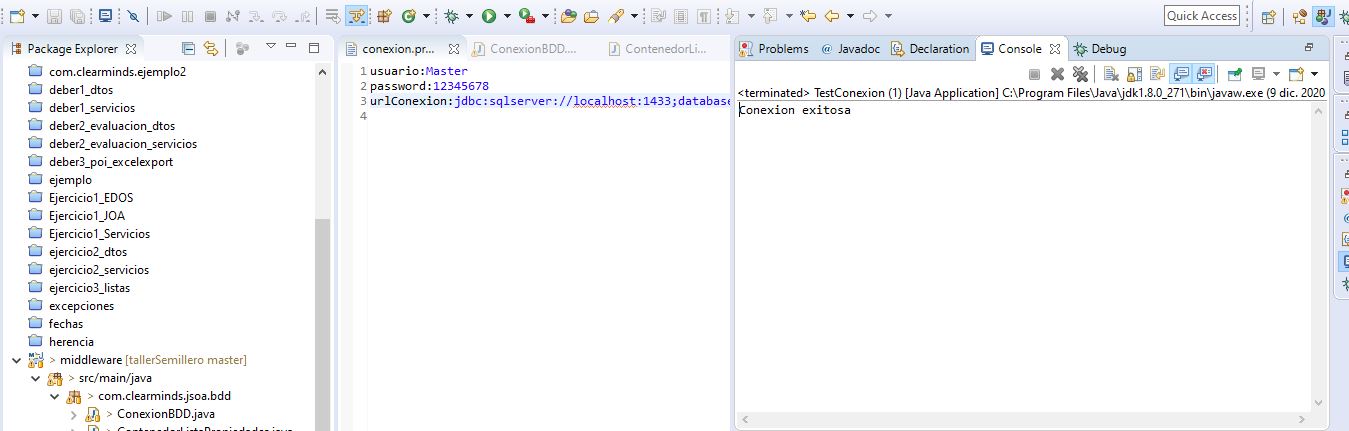 Quick Access
Package Explorer
com.clearminds.ejemplo2
deber1_dtos
deber1_servicios
deber2_evaluacion_dtos
deber2_evaluacion_servicios
deber3_poi_excelexport
ejemplo
Ejercicio1_EDOS
Ejercicio1_JOA
Ejercicio1_Servicios
ejercicio2_dtos
ejercicio2_servicios
ejercicio3_listas
excepciones
fechas
herencia
> middleware [tallerSemillero master]
> src/main/java
> com.clearminds.jsoa.bdd
> ConexionBDD.java
conexion.pr...
ConexionBDD....
ContenedorLi...
1 usuario:Master
2 password:12345678
3 urlConexion:jdbc:sqlserver://localhost:1433;database
4
Problems
@ Javadoc
Declaration
Console
Debug
<terminated> TestConexion (1) [Java Application] C:\Program Files\Java\jdk1.8.0_271\bin\javaw.exe (9 dic. 2020
Conexion exitosa